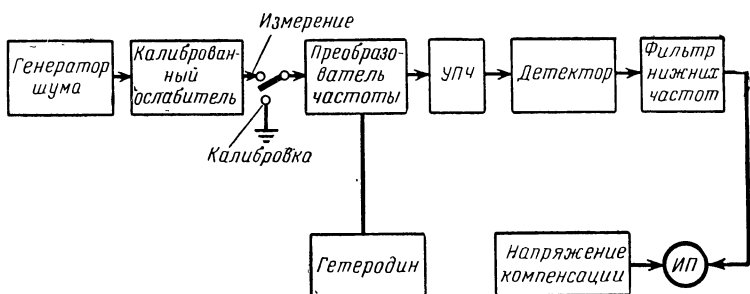 Измерение
Генератор
шума
Калиброван-
ный
ослабитель
Преобразо-
ватель
частоты
УПЧ
Детектор
Фильтр
нижних
частот
Калибровка
Гетеродин
Напряжение
компенсации
ИП